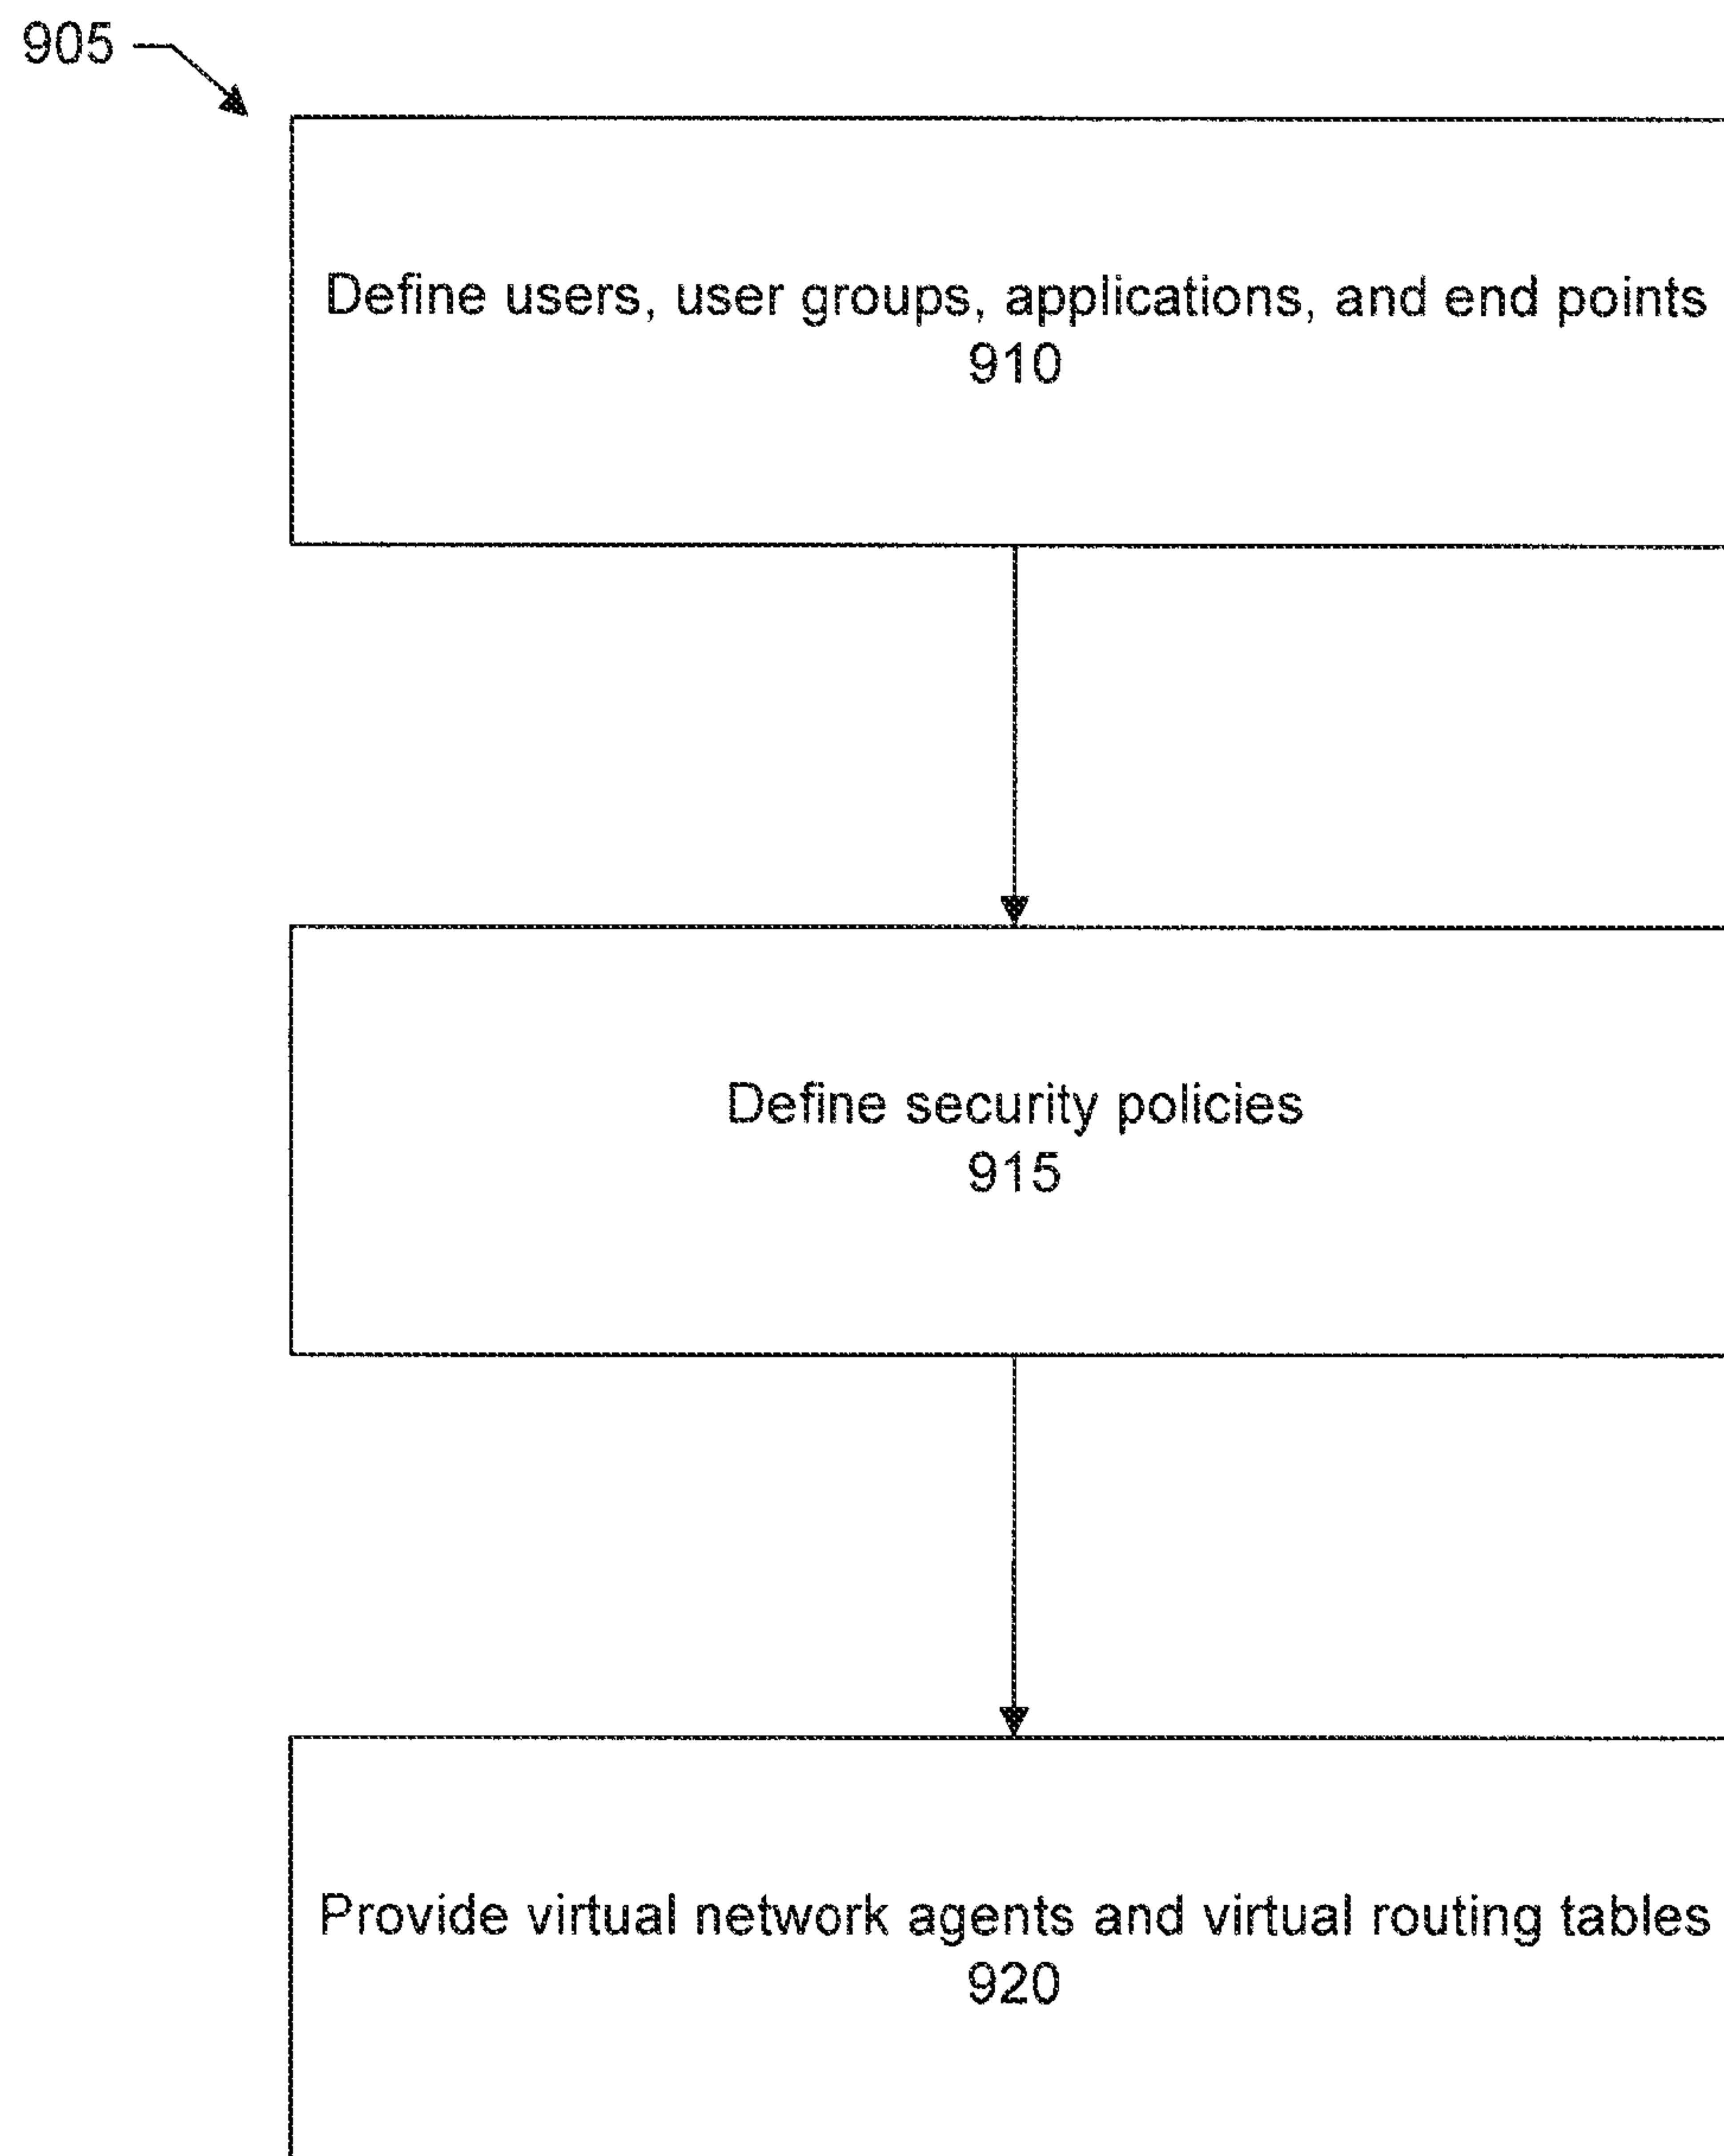 905
Define users, user groups, applications, and end points
910
Define security policies
915
Provide virtual network agents and virtual routing tables
920